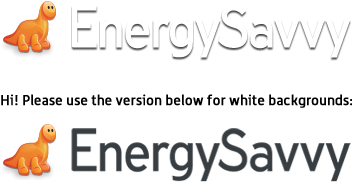 EnergySavvy
Hi! Please use the version below for white backgrounds:
EnergySavvy